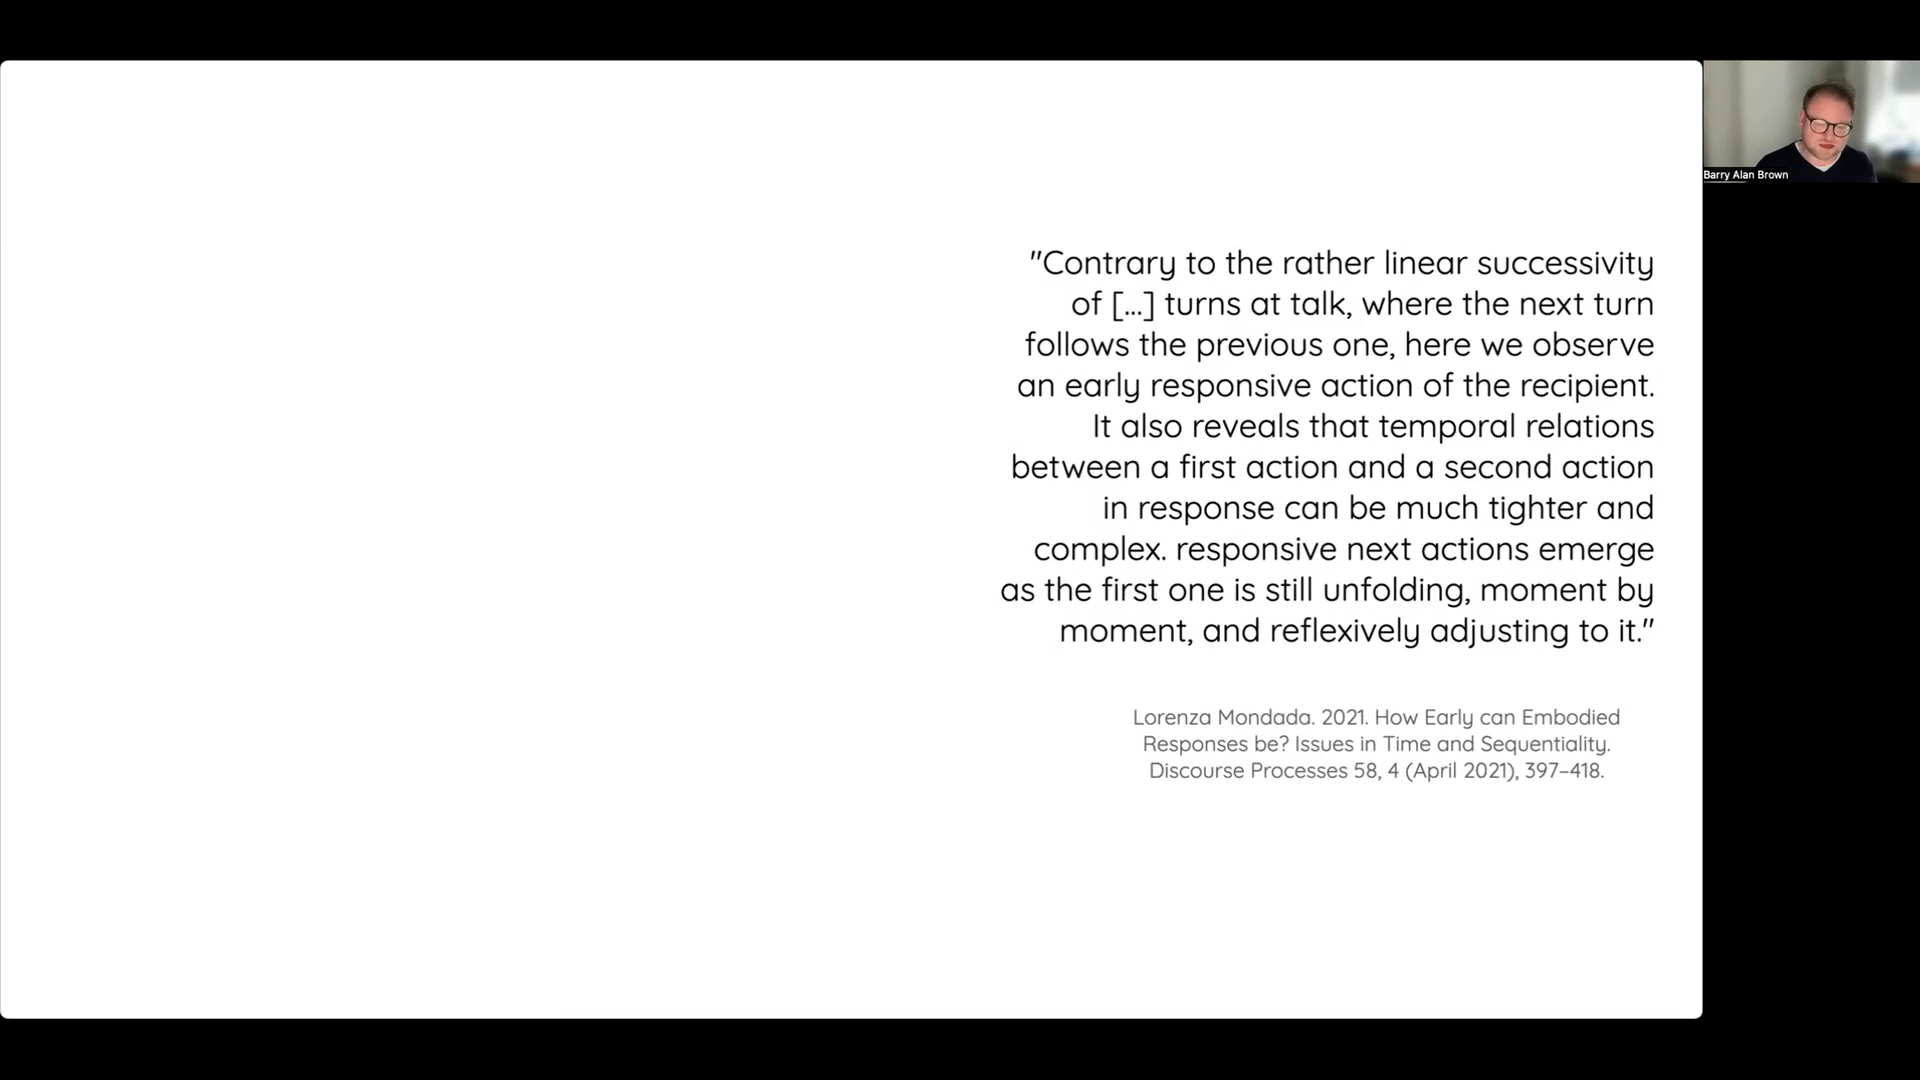 "Contrary to the rather linear successivity
of [...] turns at talk, where the next turn
follows the previous one, here we observe
an early responsive action of the recipient.
It also reveals that temporal relations
between a first action and a second action
in response can be much tighter and
complex. responsive next actions emerge
as the first one is still unfolding, moment by
moment, and reflexively adjusting to it."
Lorenza Mondada. 2021. How Early can Embodied
Responses be? Issues in Time and Sequentiality.
Discourse Processes 58, 4 (April 2021), 397–418.
Barry Alan Brown